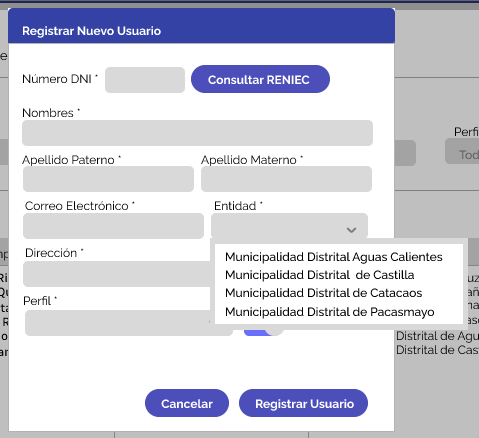 Registrar Nuevo Usuario
Número DNI *
Consultar RENIEC
Nombres *
Perfi
Tod
Apellido Paterno *
Apellido Materno *
Correo Electrónico *
Entidad *
Dirección *
Municipalidad Distrital Aguas Calientes
Municipalidad Distrital de Castilla
Municipalidad Distrital de Catacaos
Municipalidad Distrital de Pacasmayo
Perfil *
Distrital de Agu
Distrital de Cast
Cancelar
Registrar Usuario